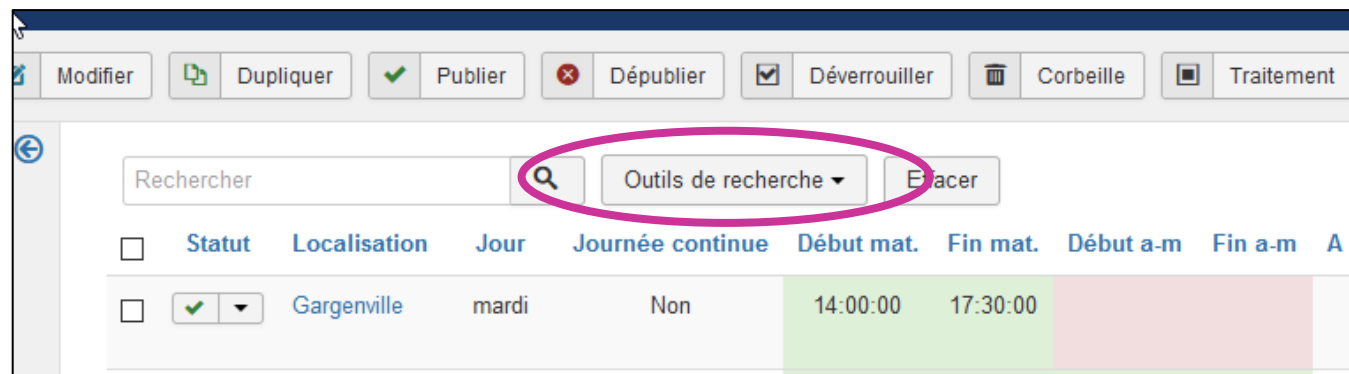 Modifier Dupliquer Publier Dépublier Déverrouiller Corbeille Traitement
Rechercher Outils de recherche Effacer
Statut Localisation Jour Journée continue Début mat. Fin mat. Début a-m Fin a-m A
Gargenville mardi Non 14:00:00 17:30:00